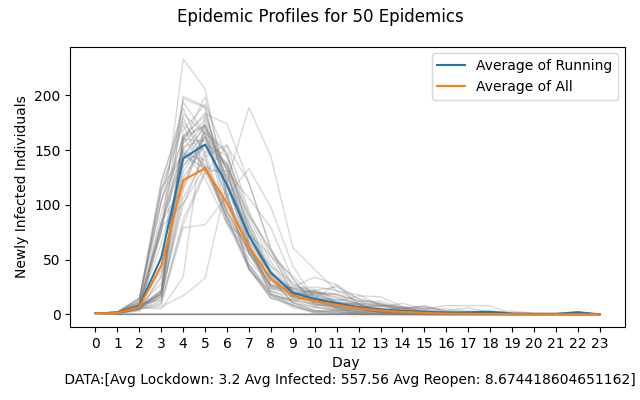 Epidemic Profiles for 50 Epidemics
Average of Running
Average of All
Newly Infected Individuals
200
150
100
50
0
0 1 2 3 4 5 6 7 8 9 10 11 12 13 14 15 16 17 18 19 20 21 22 23
Day
DATA:[Avg Lockdown: 3.2 Avg Infected: 557.56 Avg Reopen: 8.674418604651162]